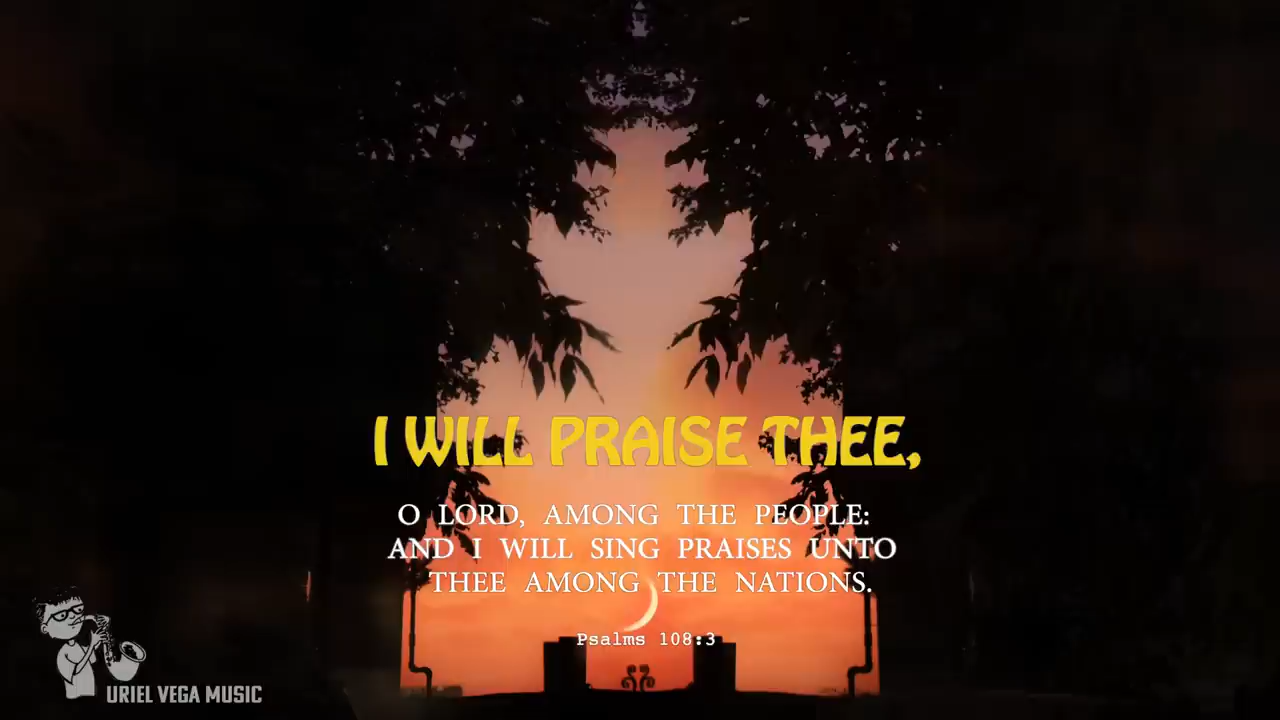 I WILL PRAISE THEE,
O LORD, AMONG THE PEOPLE:
AND I WILL SING PRAISES UNTO
THEE AMONG THE NATIONS.
Psalms 108:3
URIEL VEGA MUSIC